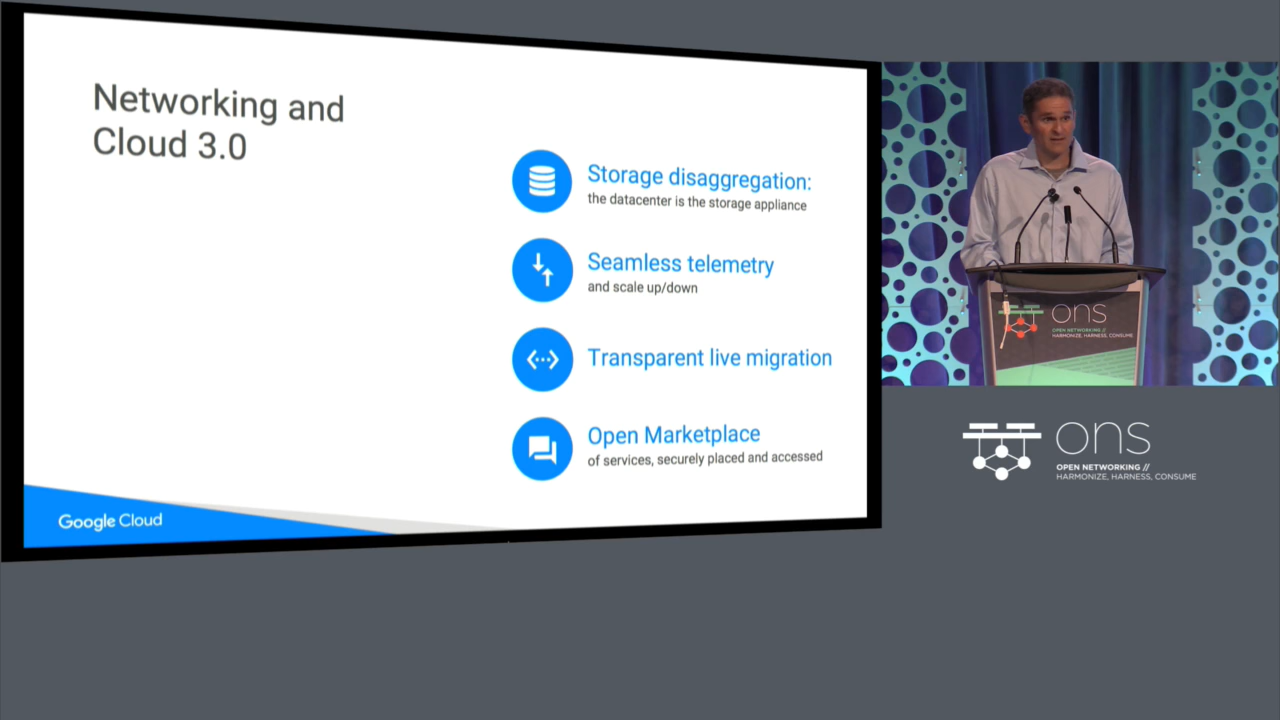 Networking and
Cloud 3.0
Storage disaggregation:
the datacenter is the storage appliance
Seamless telemetry
and scale up/down
Transparent live migration
Open Marketplace
of services, securely placed and accessed
Google Cloud
ons
OPEN NETWORKING //
HARMONIZE, HARNESS, CONSUME
ons
OPEN NETWORKING //
HARMONIZE, HARNESS, CONSUME